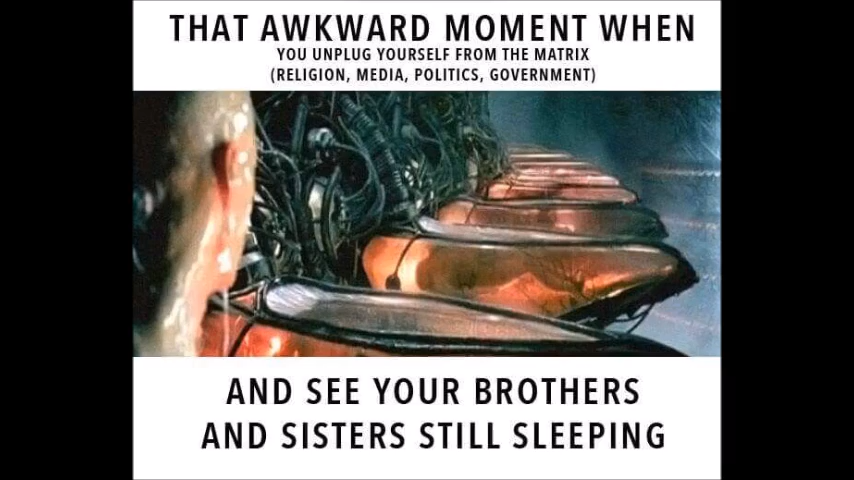 THAT AWKWARD MOMENT WHEN
YOU UNPLUG YOURSELF FROM THE MATRIX
(RELIGION, MEDIA, POLITICS, GOVERNMENT)
AND SEE YOUR BROTHERS
AND SISTERS STILL SLEEPING